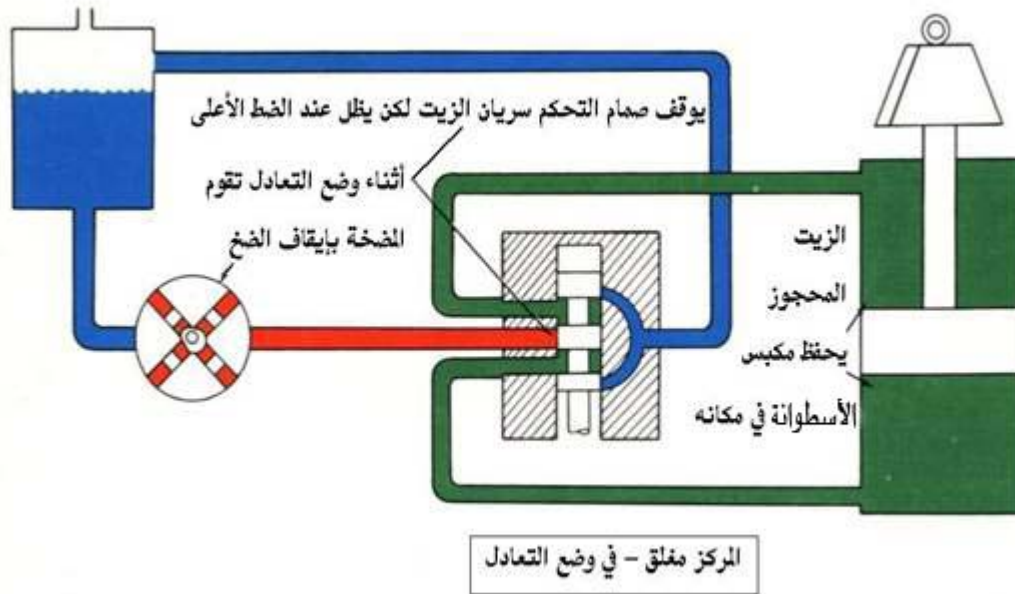 يوقف صمام التحكم سريان الزيت لكن يظل عند الضط الأعلى
أثناء وضع التعادل تقوم
المضخة بإيقاف الضخ
الزيت
المحجوز
يحفظ مكبس
الأسطوانة في مكانه
المركز مغلق – في وضع التعادل